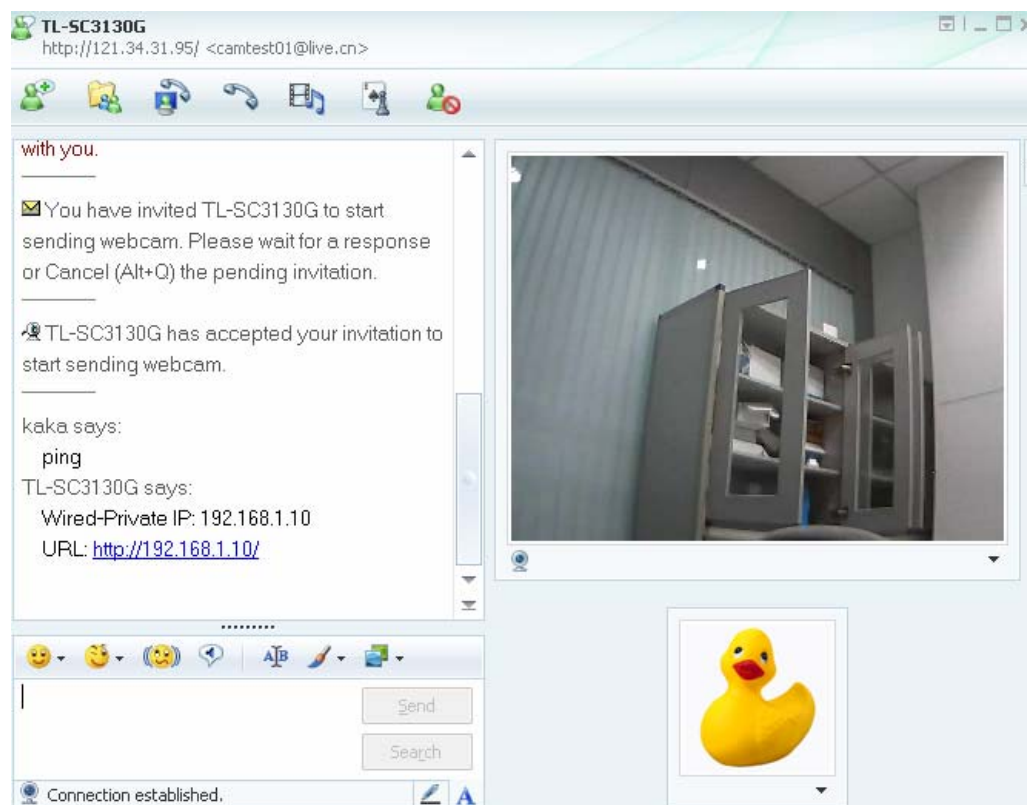 TL-SC3130G
http://121.34.31.95/ <camtest01@live.cn>
with you.
You have invited TL-SC3130G to start
sending webcam. Please wait for a response
or Cancel (Alt+Q) the pending invitation.
TL-SC3130G has accepted your invitation to
start sending webcam.
kaka says:
ping
TL-SC3130G says:
Wired-Private IP: 192.168.1.10
URL: http://192.168.1.10/
Send
Search
Connection established.